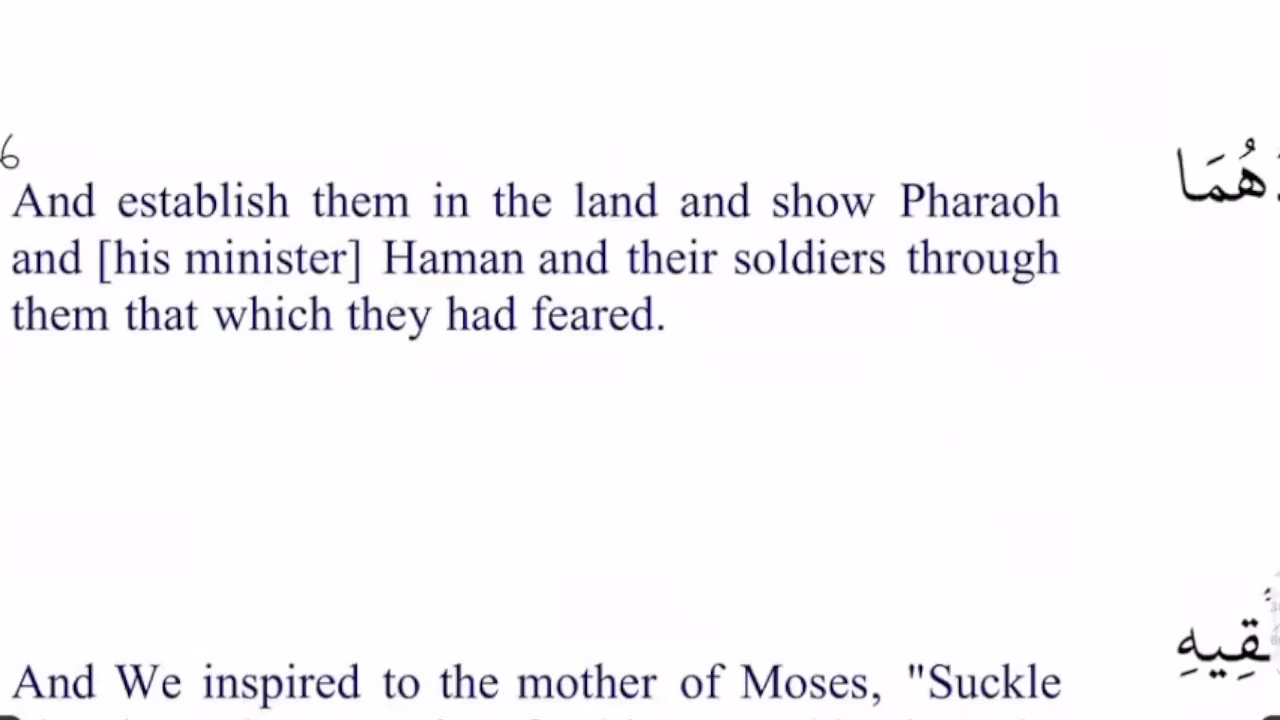 6
And establish them in the land and show Pharaoh
and [his minister] Haman and their soldiers through
them that which they had feared.
And We inspired to the mother of Moses, "Suckle